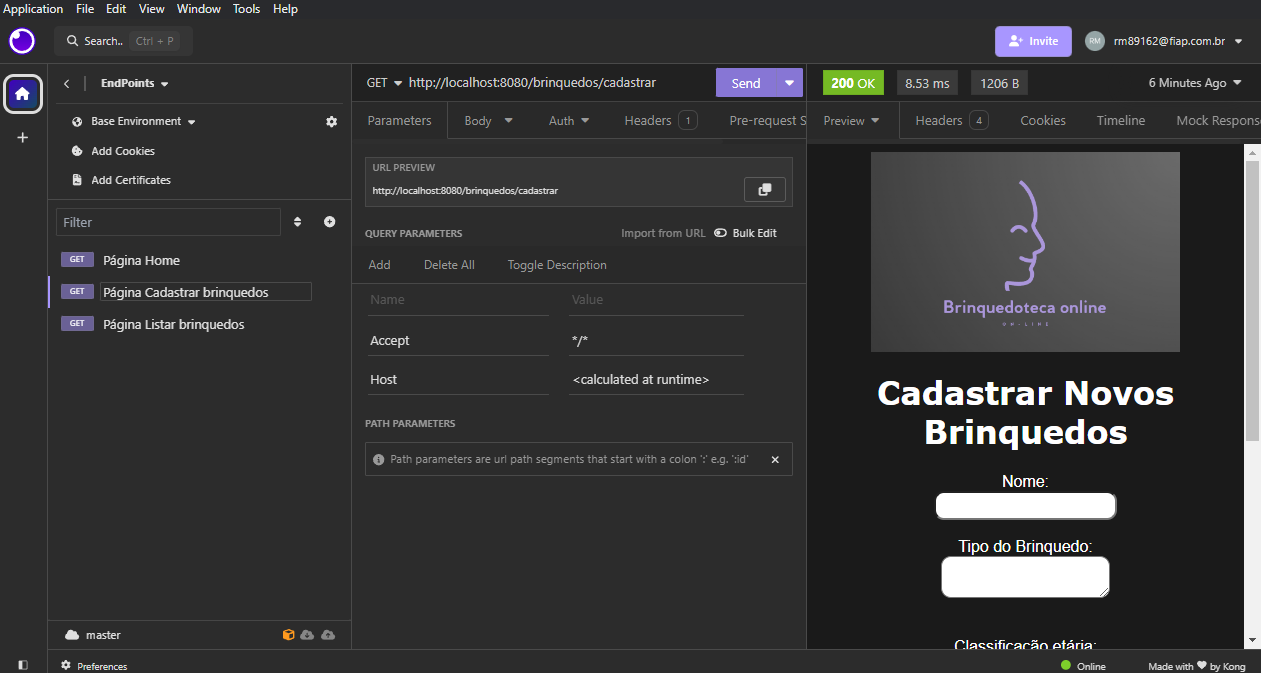 Application File Edit View Window Tools Help
Search.. Ctrl + P
Invite
RM rm89162@fiap.com.br
EndPoints
Base Environment
Add Cookies
Add Certificates
Filter
GET Página Home
GET Página Cadastrar brinquedos
GET Página Listar brinquedos
master
Preferences
GET http://localhost:8080/brinquedos/cadastrar Send
Parameters Body Auth Headers 1 Pre-request S
URL PREVIEW
http://localhost:8080/brinquedos/cadastrar
QUERY PARAMETERS Import from URL Bulk Edit
Add Delete All Toggle Description
Name Value
Accept */*
Host <calculated at runtime>
PATH PARAMETERS
Path parameters are url path segments that start with a colon ':' e.g. ':id'
200 OK 8.53 ms 1206 B 6 Minutes Ago
Preview Headers 4 Cookies Timeline Mock Respons
Brinquedoteca online
ON-LINE
Cadastrar Novos
Brinquedos
Nome:
Tipo do Brinquedo:
Classificação etária:
Online Made with ♥ by Kong